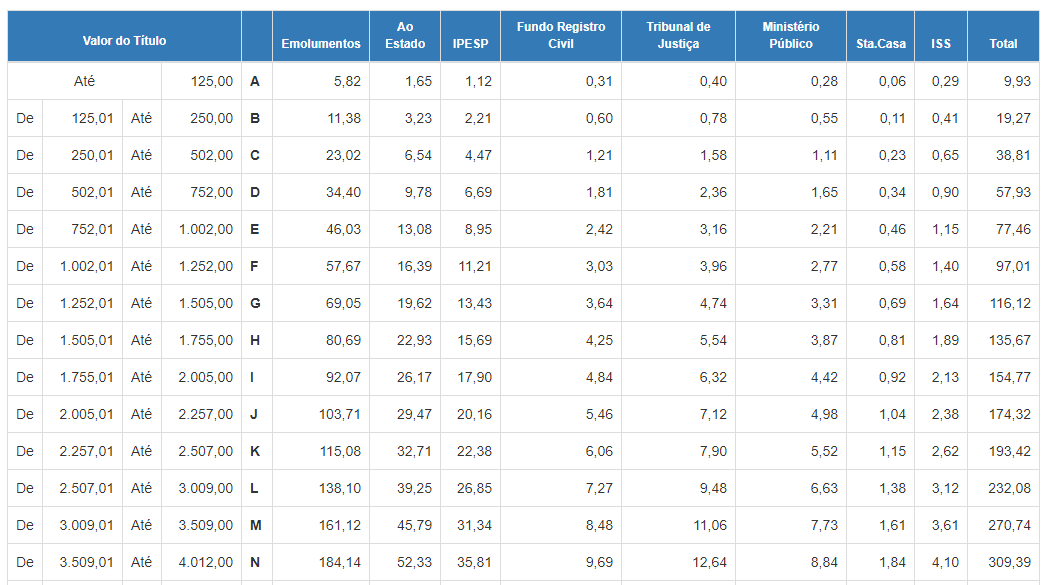 Valor do Título Emolumentos Ao Estado IPESP Fundo Registro Civil Tribunal de Justiça Ministério Público Sta.Casa ISS Total
Até 125,00 A 5,82 1,65 1,12 0,31 0,40 0,28 0,06 0,29 9,93
De 125,01 Até 250,00 B 11,38 3,23 2,21 0,60 0,78 0,55 0,11 0,41 19,27
De 250,01 Até 502,00 C 23,02 6,54 4,47 1,21 1,58 1,11 0,23 0,65 38,81
De 502,01 Até 752,00 D 34,40 9,78 6,69 1,81 2,36 1,65 0,34 0,90 57,93
De 752,01 Até 1.002,00 E 46,03 13,08 8,95 2,42 3,16 2,21 0,46 1,15 77,46
De 1.002,01 Até 1.252,00 F 57,67 16,39 11,21 3,03 3,96 2,77 0,58 1,40 97,01
De 1.252,01 Até 1.505,00 G 69,05 19,62 13,43 3,64 4,74 3,31 0,69 1,64 116,12
De 1.505,01 Até 1.755,00 H 80,69 22,93 15,69 4,25 5,54 3,87 0,81 1,89 135,67
De 1.755,01 Até 2.005,00 I 92,07 26,17 17,90 4,84 6,32 4,42 0,92 2,13 154,77
De 2.005,01 Até 2.257,00 J 103,71 29,47 20,16 5,46 7,12 4,98 1,04 2,38 174,32
De 2.257,01 Até 2.507,00 K 115,08 32,71 22,38 6,06 7,90 5,52 1,15 2,62 193,42
De 2.507,01 Até 3.009,00 L 138,10 39,25 26,85 7,27 9,48 6,63 1,38 3,12 232,08
De 3.009,01 Até 3.509,00 M 161,12 45,79 31,34 8,48 11,06 7,73 1,61 3,61 270,74
De 3.509,01 Até 4.012,00 N 184,14 52,33 35,81 9,69 12,64 8,84 1,84 4,10 309,39